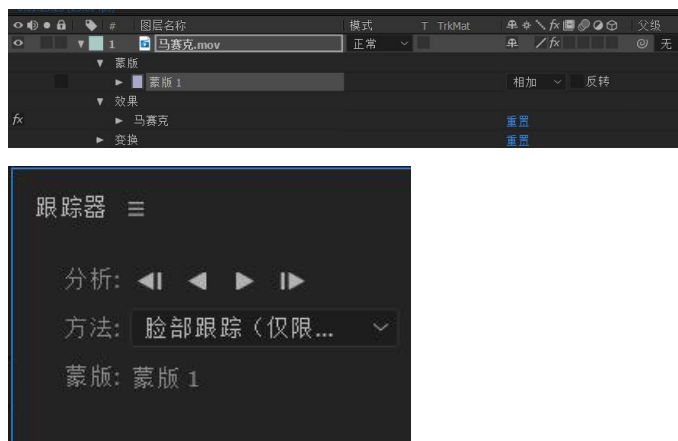 # 图层名称 模式 T TrkMat fx 父级
1 马赛克.mov 正常 fx 无
蒙版
蒙版 1 相加 反转
效果
fx 马赛克 重置
变换 重置
跟踪器
分析:
方法: 脸部跟踪（仅限...
蒙版: 蒙版 1